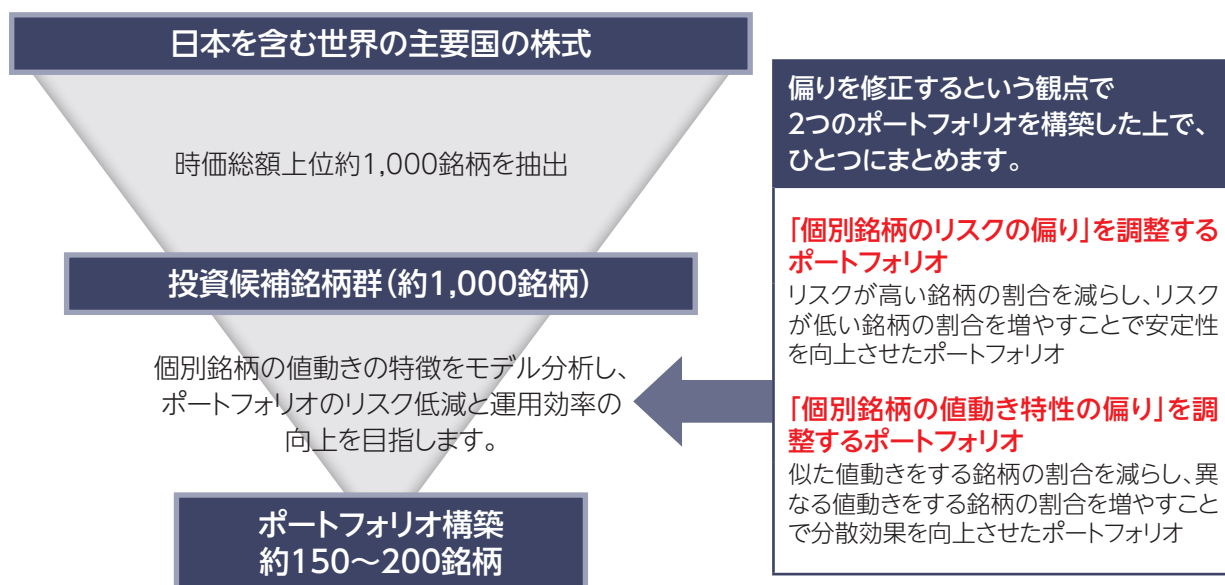 日本を含む世界の主要国の株式
時価総額上位約1,000銘柄を抽出
投資候補銘柄群（約1,000銘柄）
個別銘柄の値動きの特徴をモデル分析し、
ポートフォリオのリスク低減と運用効率の
向上を目指します。
ポートフォリオ構築
約150～200銘柄
偏りを修正するという観点で
2つのポートフォリオを構築した上で、
ひとつにまとめます。
「個別銘柄のリスクの偏り」を調整する
ポートフォリオ
リスクが高い銘柄の割合を減らし、リスク
が低い銘柄の割合を増やすことで安定性
を向上させたポートフォリオ
「個別銘柄の値動き特性の偏り」を調
整するポートフォリオ
似た値動きをする銘柄の割合を減らし、異
なる値動きをする銘柄の割合を増やすこと
で分散効果を向上させたポートフォリオ